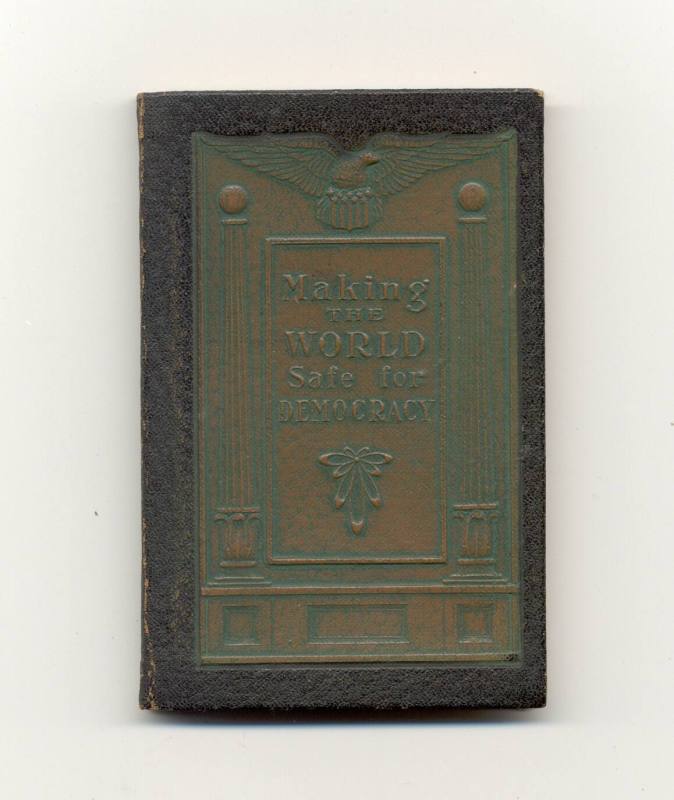 Making
THE
WORLD
Safe for
DEMOCRACY